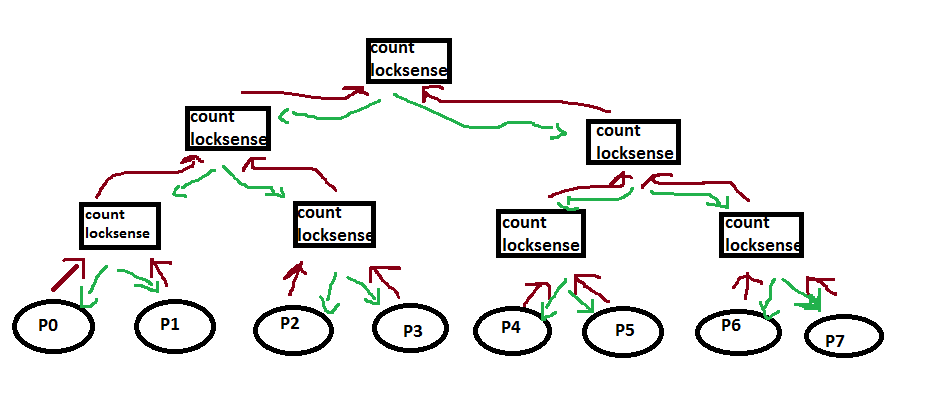 count
locksense
count
locksense
count
locksense
count
locksense
count
locksense
count
locksense
count
locksense
P0
P1
P2
P3
P4
P5
P6
P7